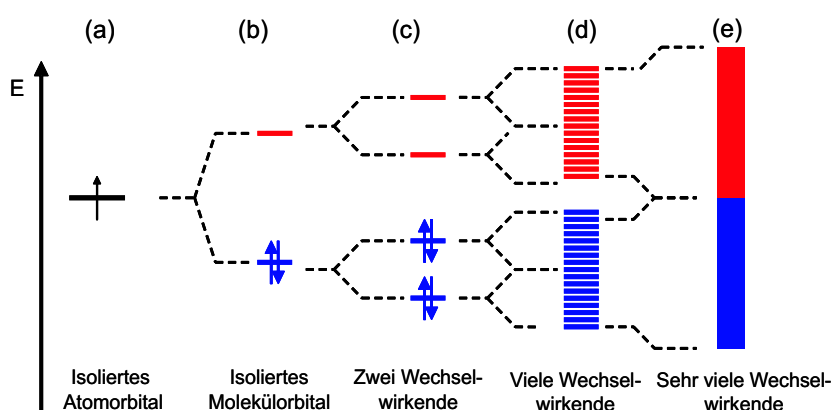 (a) (b) (c) (d) (e)
E
Isoliertes
Atomorbital
Isoliertes
Molekülorbital
Zwei Wechsel-
wirkende
Viele Wechsel-
wirkende
Sehr viele Wechsel-
wirkende